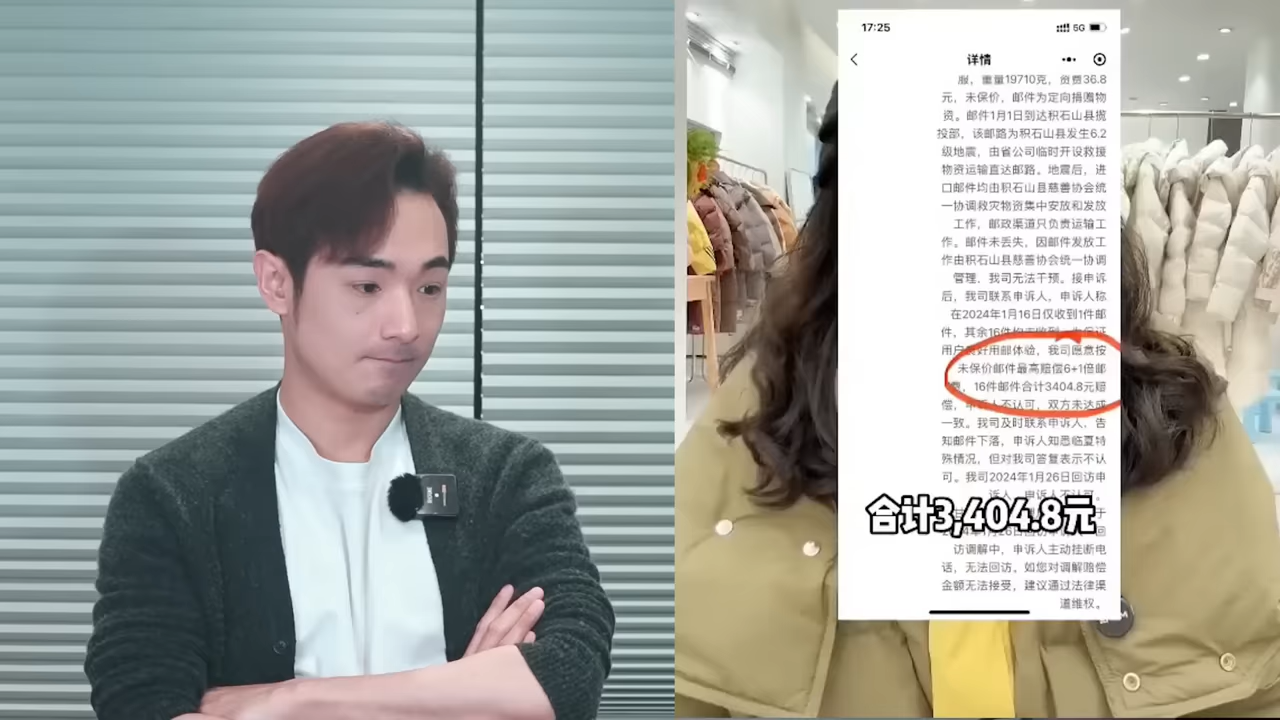 17:25
5G
详情
服，重量19710克，资费36.8
元，未保价，邮件为定向捐赠物
资。邮件1月1日到达积石山县揽
投部，该邮路为积石山县发生6.2
级地震，由省公司临时开设救援
物资运输直达邮路。地震后，进
口邮件均由积石山县慈善协会统
一协调救灾物资集中安放和发放
工作，邮政渠道只负责运输工
作。邮件未丢失，因邮件发放工
作由积石山县慈善协会统一协调
管理，我司无法干预。接申诉
后，我司联系申诉人，申诉人称
在2024年1月16日仅收到1件邮
件，其余16件均未收到
用户良好用邮体验，我司愿意按
未保价邮件最高赔偿6+1倍邮
费，16件邮件合计3404.8元赔
偿，申诉人不认可，双方未达成
一致。我司及时联系申诉人，告
知邮件下落，申诉人知悉临夏特
殊情况，但对我司答复表示不认
可。我司2024年1月26日回访申
诉人，申诉人不认可。
合计3,404.8元
访调解中，申诉人主动挂断电
话，无法回访。如您对调解赔偿
金额无法接受，建议通过法律渠
道维权。